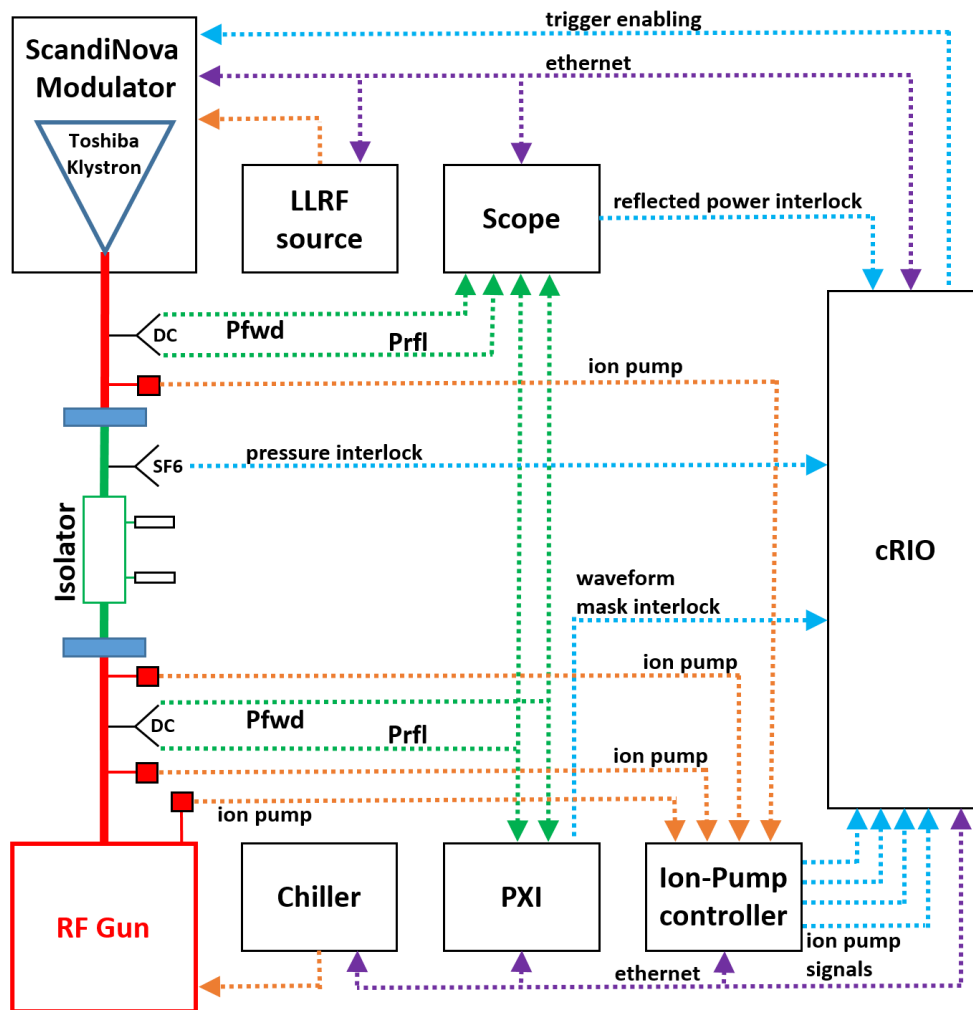 trigger enabling
ScandiNova
Modulator
ethernet
Toshiba
Klystron
LLRF
source
Scope
reflected power interlock
DC
Pfwd
Prfl
ion pump
SF6
pressure interlock
Isolator
cRIO
waveform
mask interlock
ion pump
DC
Pfwd
Prfl
ion pump
ion pump
RF Gun
Chiller
PXI
Ion-Pump
controller
ion pump
signals
ethernet